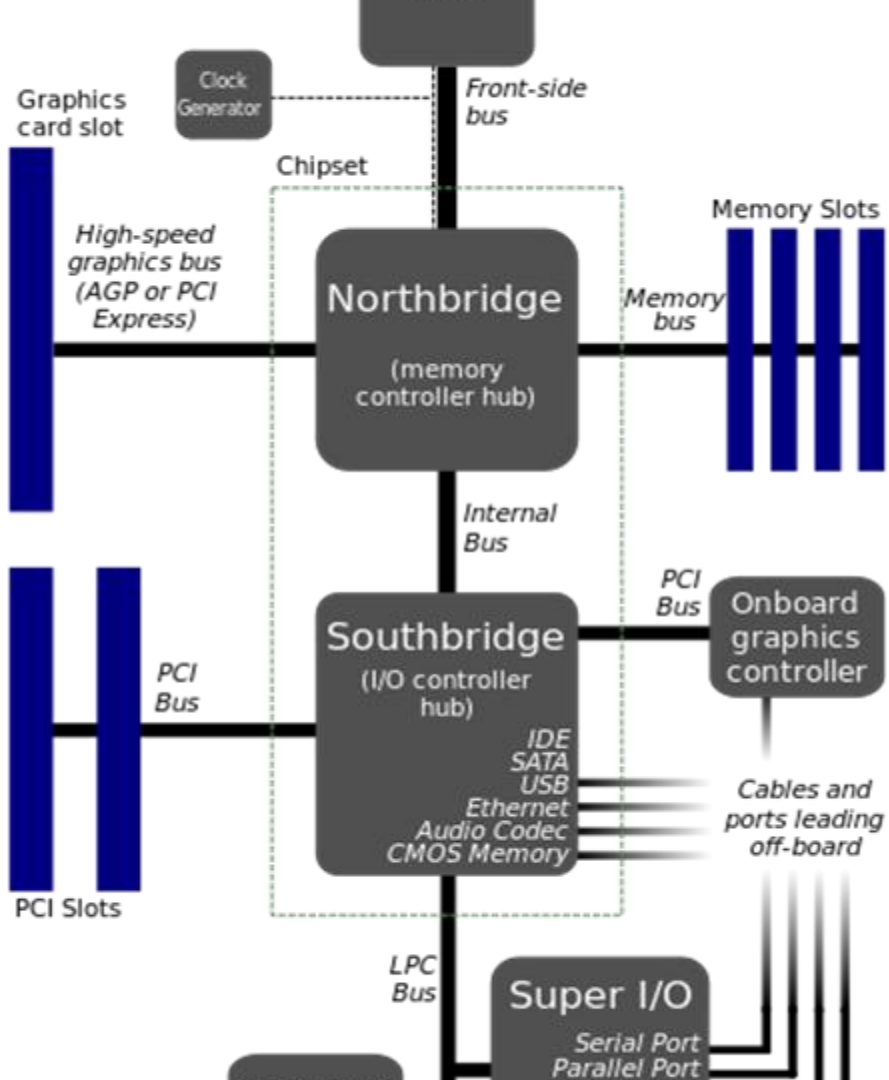 Clock
Generator
Front-side
bus
Graphics
card slot
Chipset
High-speed
graphics bus
(AGP or PCI
Express)
Memory Slots
Northbridge
(memory
controller hub)
Memory
bus
Internal
Bus
PCI
Bus
Onboard
graphics
controller
Southbridge
(I/O controller
hub)
PCI
Bus
IDE
SATA
USB
Ethernet
Audio Codec
CMOS Memory
Cables and
ports leading
off-board
PCI Slots
LPC
Bus
Super I/O
Serial Port
Parallel Port